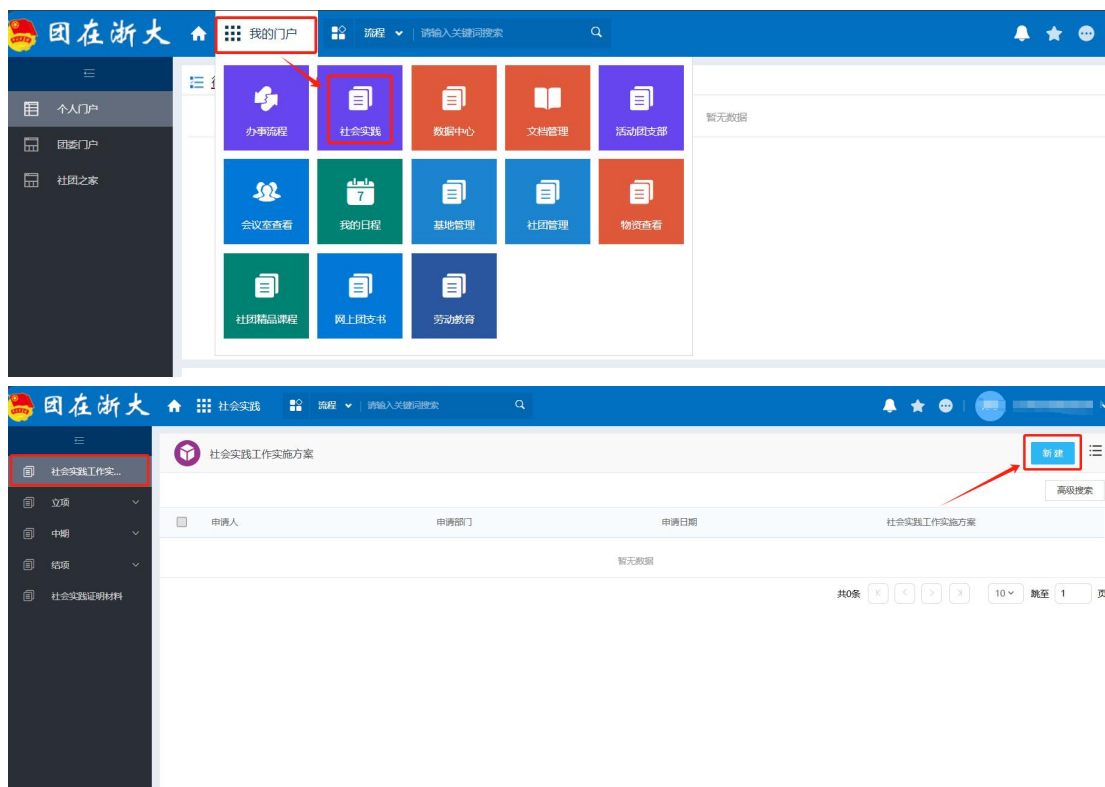 团在浙大 我的门户 流程 请输入关键词搜索
个人门户
团委门户
社团之家
暂无数据
办事流程 社会实践 数据中心 文档管理 活动团支部
7
会议室查看 我的日程 基地管理 社团管理 物资查看
社团精品课程 网上团支书 劳动教育
团在浙大 社会实践 流程 请输入关键词搜索
社会实践工作实...
立项
中期
结项
社会实践证明材料
社会实践工作实施方案 新建
高级搜索
申请人 申请部门 申请日期 社会实践工作实施方案
暂无数据
共0条 10 跳至 1 页